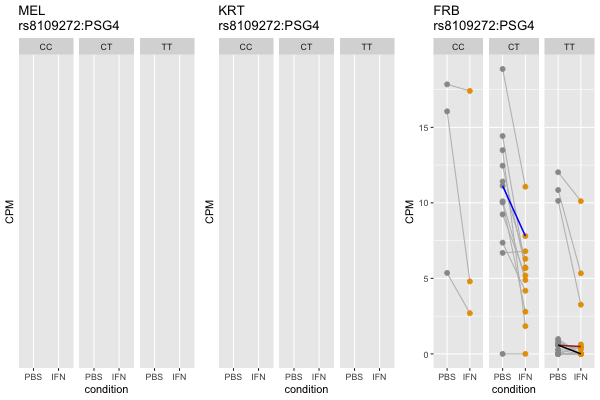 MEL
rs8109272:PSG4
CC CT TT
CPM
PBS IFN PBS IFN PBS IFN
condition
KRT
rs8109272:PSG4
CC CT TT
CPM
PBS IFN PBS IFN PBS IFN
condition
FRB
rs8109272:PSG4
CC CT TT
15
10
5
0
CPM
PBS IFN PBS IFN PBS IFN
condition